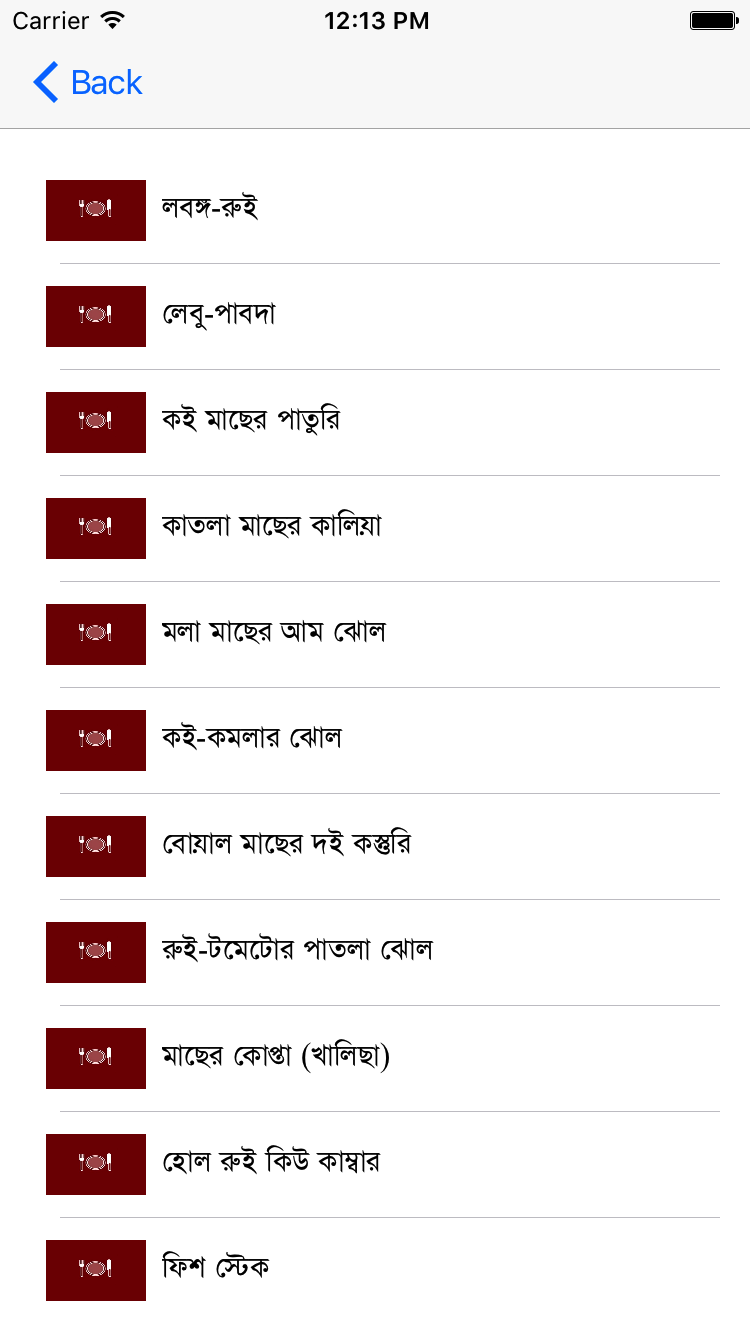 Carrier 12:13 PM
Back
লবঙ্গ-রুই
লেবু-পাবদা
কই মাছের পাতুরি
কাতলা মাছের কালিয়া
মলা মাছের আম ঝোল
কই-কমলার ঝোল
বোয়াল মাছের দই কস্তুরি
রুই-টমেটোর পাতলা ঝোল
মাছের কোপ্তা (খালিছা)
হোল রুই কিউ কাম্বার
ফিশ স্টেক